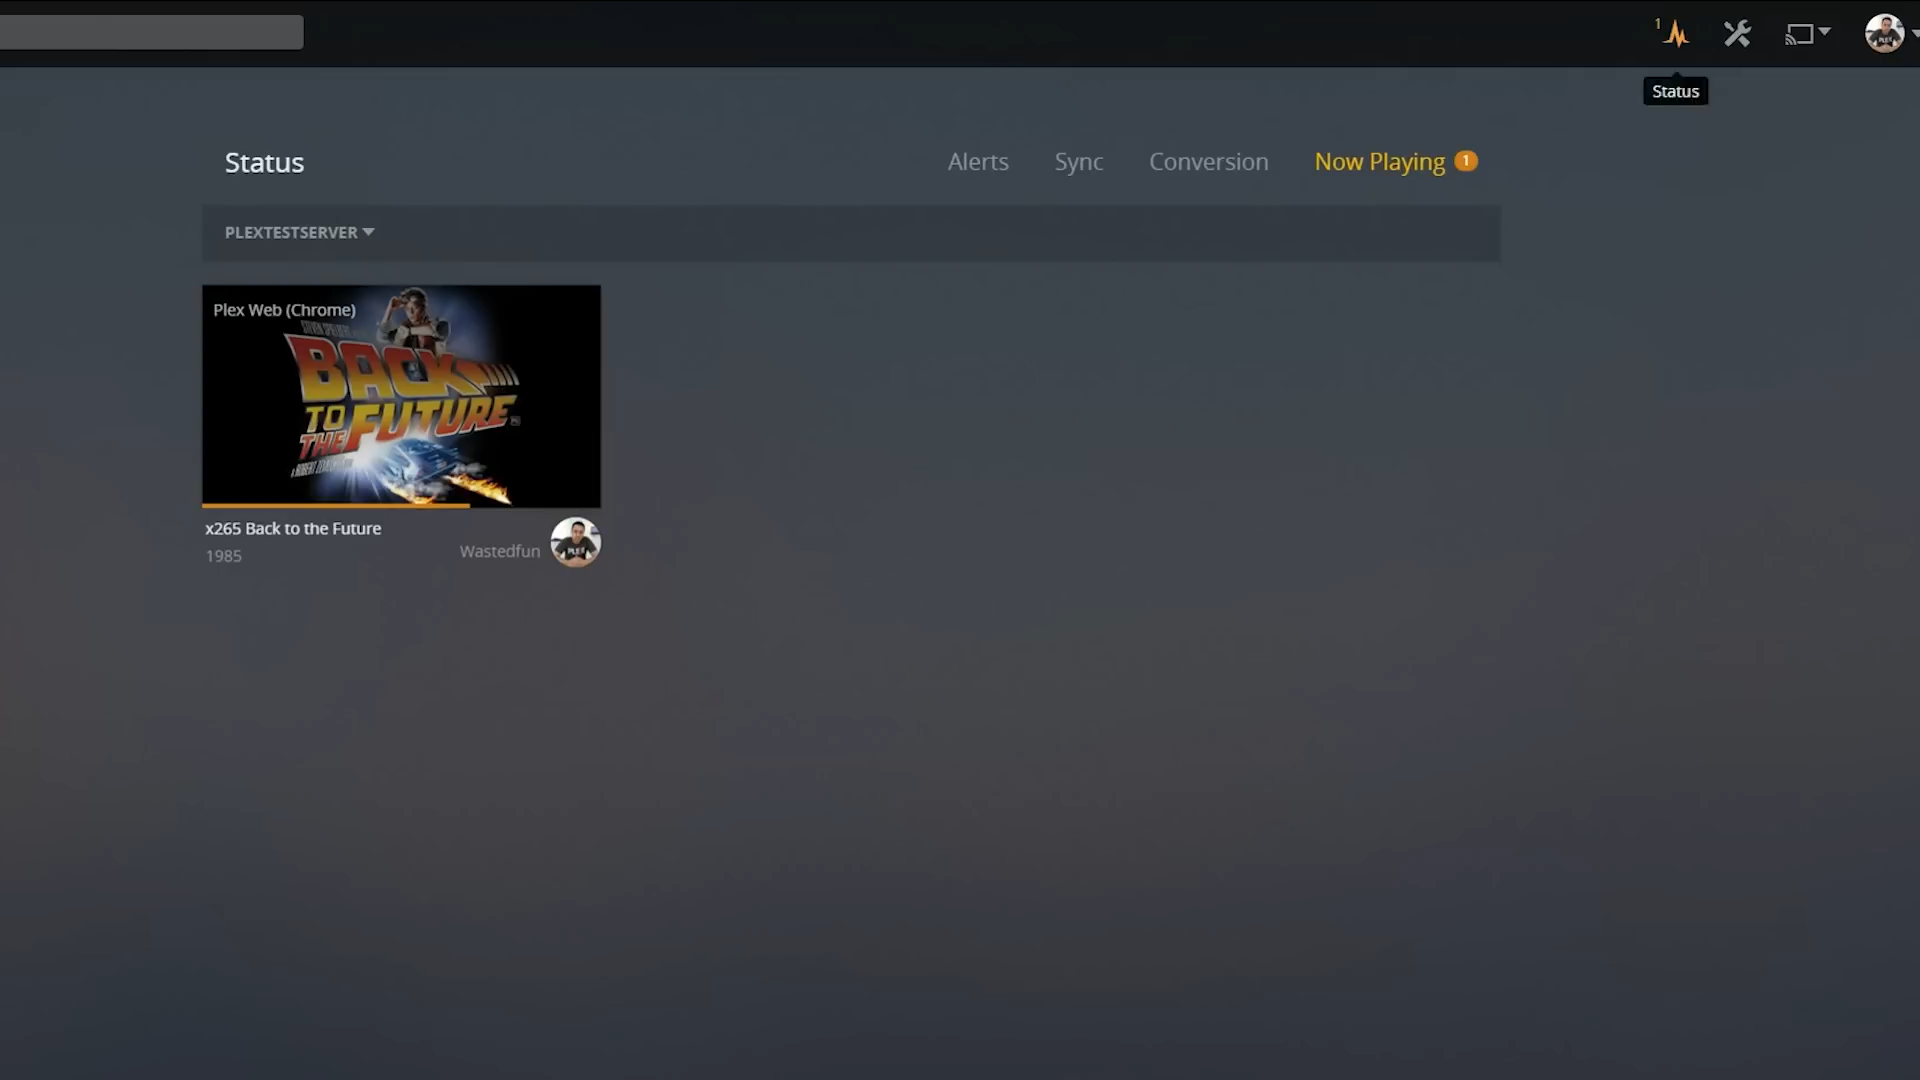 1
Status
Status
Alerts
Sync
Conversion
Now Playing 1
PLEXTESTSERVER
Plex Web (Chrome)
BACK
TO THE FUTURE
x265 Back to the Future
1985
Wastedfun
PLEX